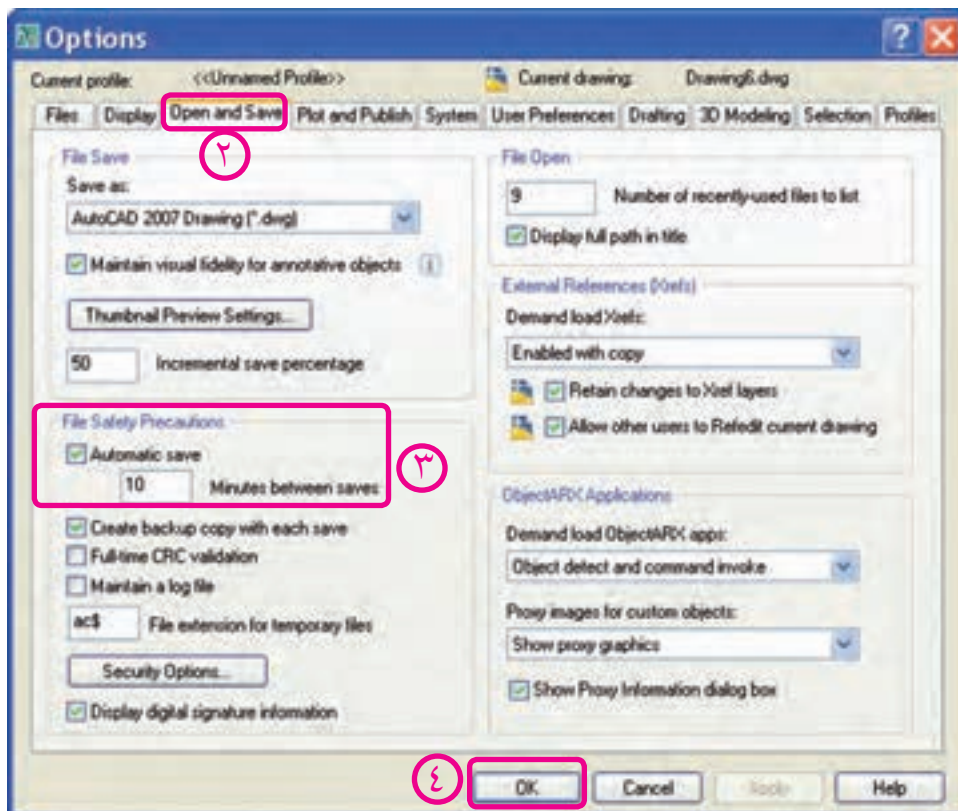 Options
Current profile: <<Unnamed Profile>> Current drawing: Drawing6.dwg
Files Display Open and Save Plot and Publish System User Preferences Drafting 3D Modeling Selection Profiles
۲
File Save
Save as:
AutoCAD 2007 Drawing (*.dwg)
Maintain visual fidelity for annotative objects
Thumbnail Preview Settings...
50 Incremental save percentage
File Safety Precautions
Automatic save
10 Minutes between saves
۳
Create backup copy with each save
Full-time CRC validation
Maintain a log file
ac$ File extension for temporary files
Security Options...
Display digital signature information
File Open
9 Number of recently-used files to list
Display full path in title
External References (Xrefs)
Demand load Xrefs:
Enabled with copy
Retain changes to Xref layers
Allow other users to Refedit current drawing
ObjectARX Applications
Demand load ObjectARX apps:
Object detect and command invoke
Proxy images for custom objects:
Show proxy graphics
Show Proxy Information dialog box
٤
OK Cancel Apply Help